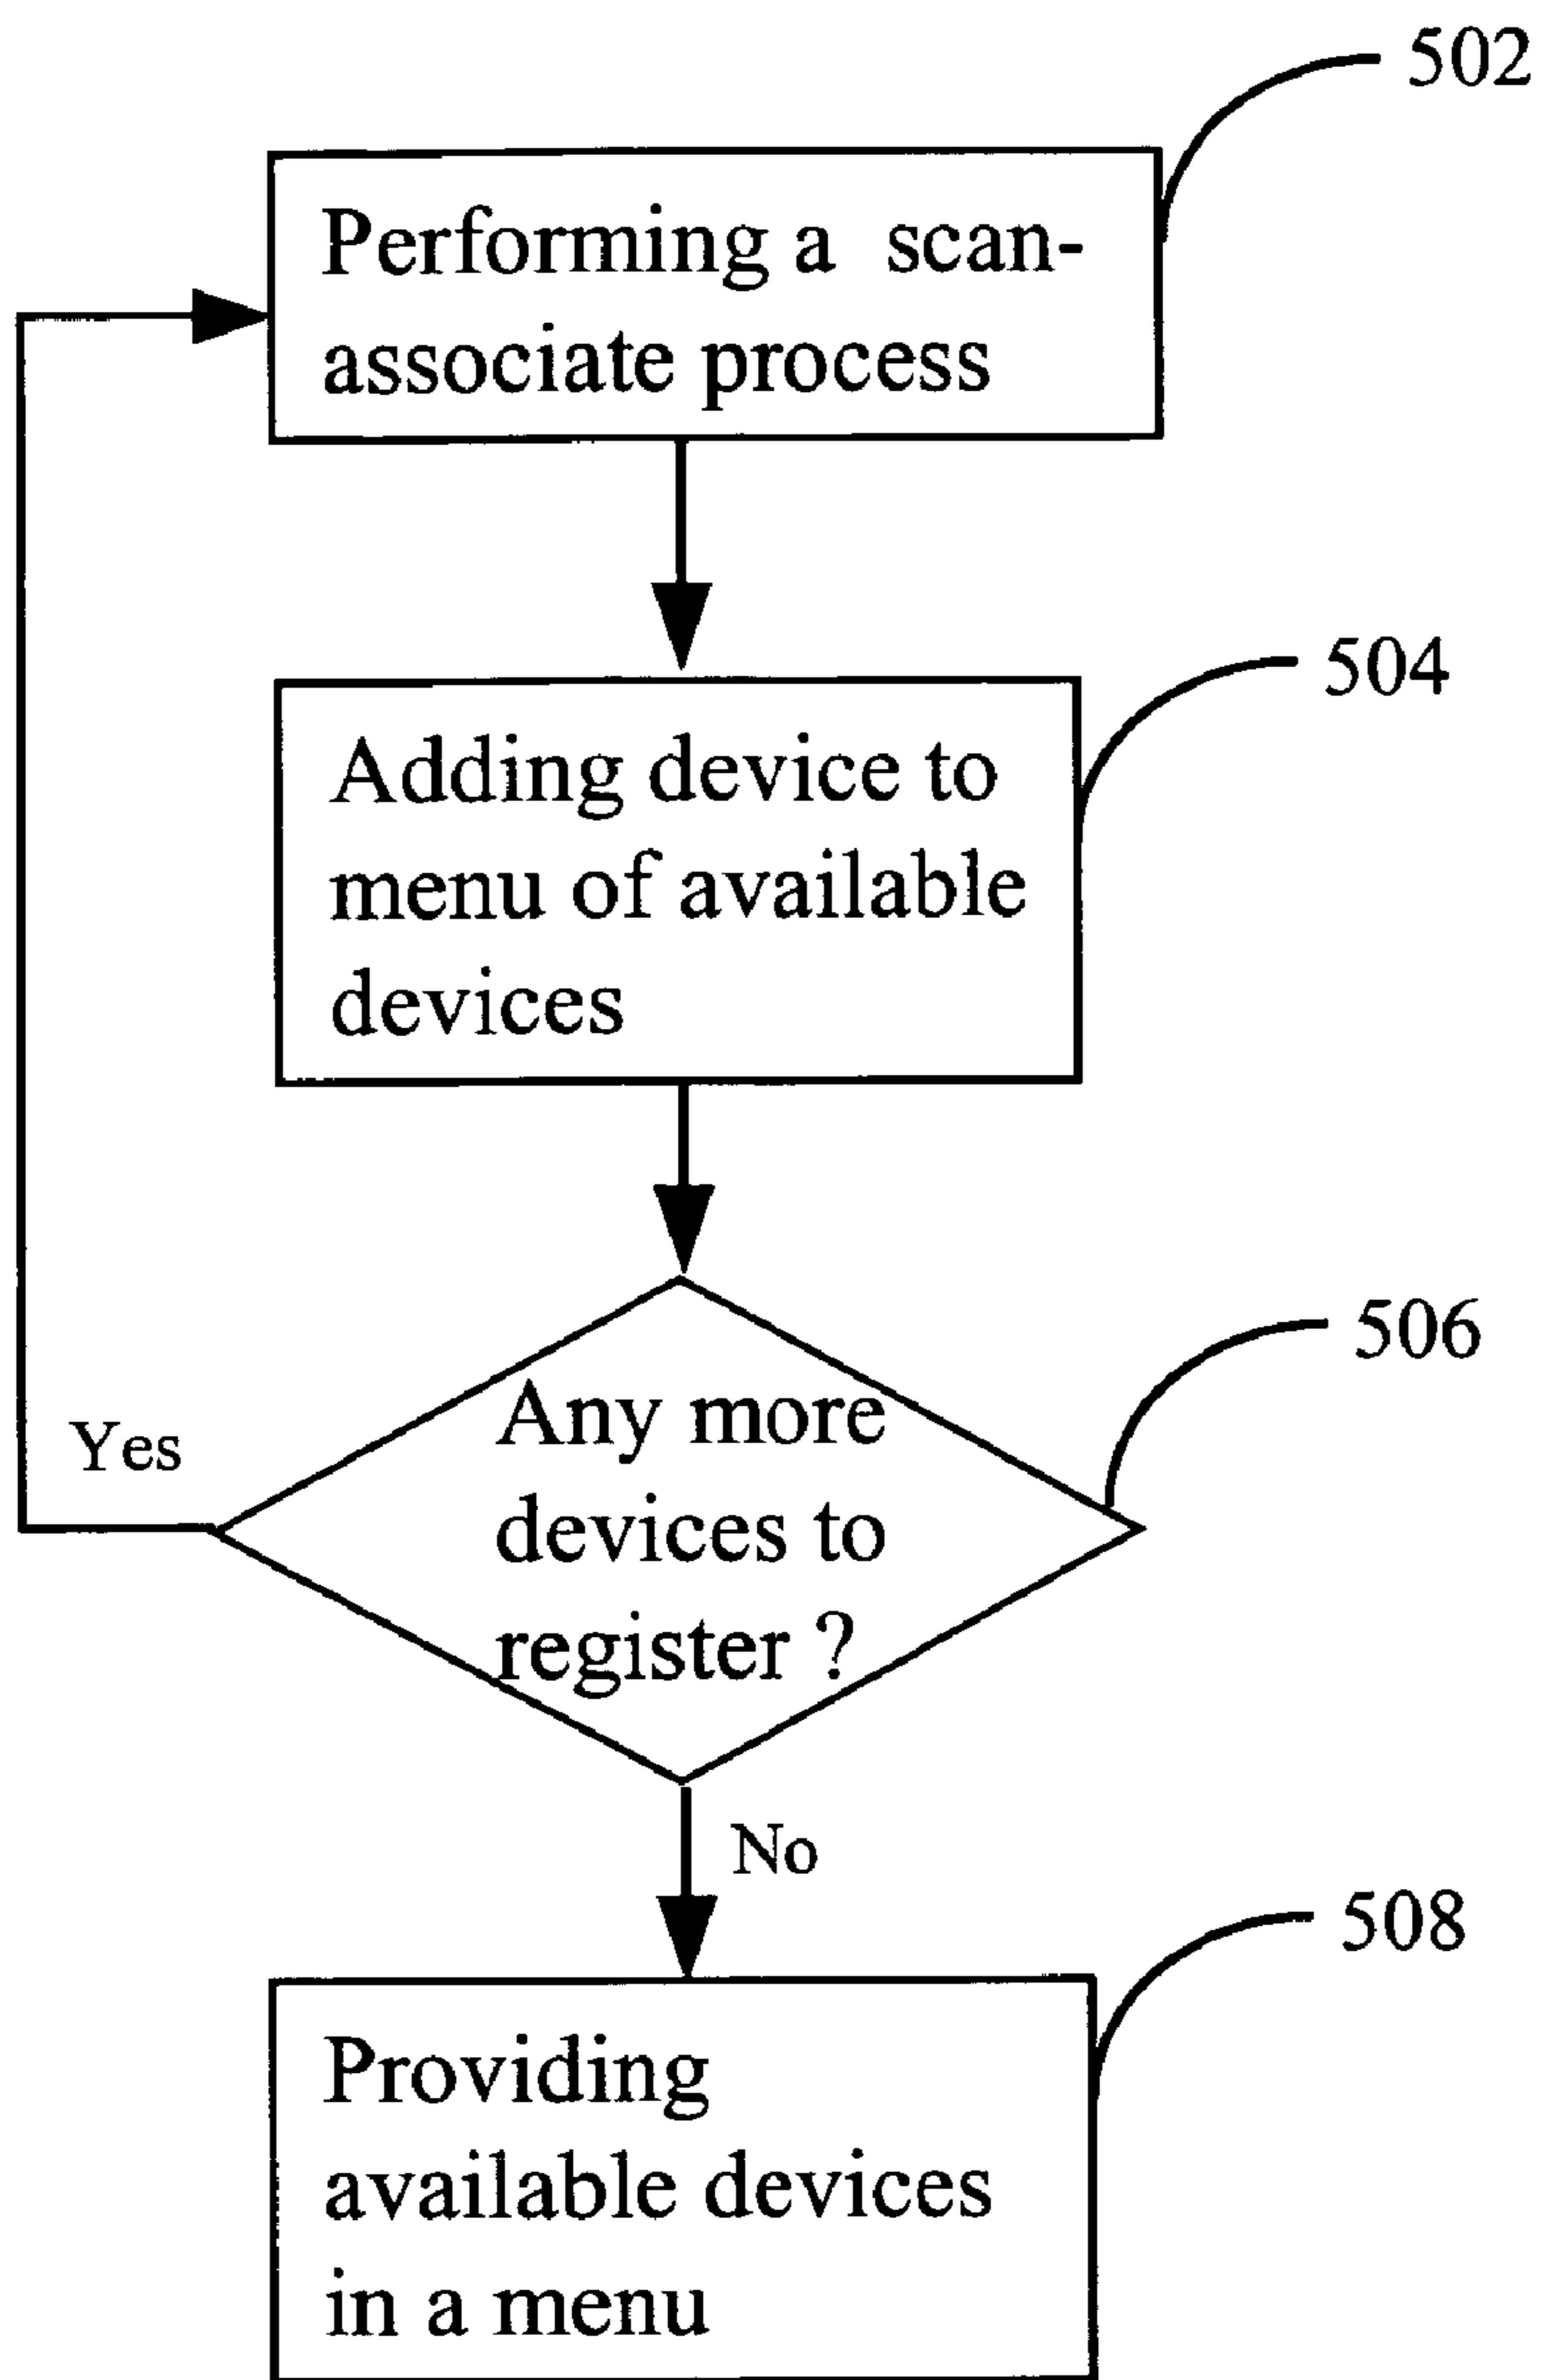 502
Performing a scan-
associate process
504
Adding device to
menu of available
devices
506
Any more
devices to
register ?
Yes
No
508
Providing
available devices
in a menu